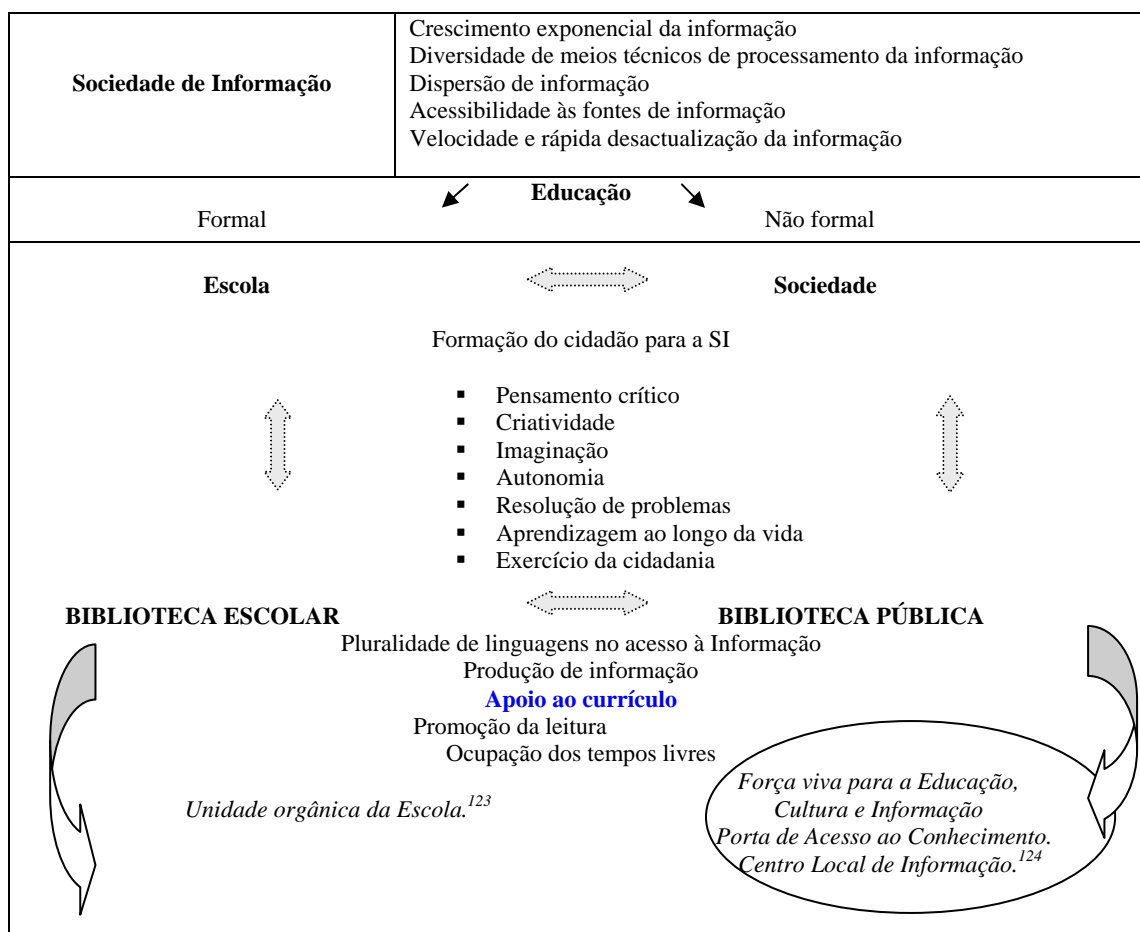 Sociedade de Informação
Crescimento exponencial da informação
Diversidade de meios técnicos de processamento da informação
Dispersão de informação
Acessibilidade às fontes de informação
Velocidade e rápida desactualização da informação
Educação
Formal
Não formal
Escola
Sociedade
Formação do cidadão para a SI
▪ Pensamento crítico
▪ Criatividade
▪ Imaginação
▪ Autonomia
▪ Resolução de problemas
▪ Aprendizagem ao longo da vida
▪ Exercício da cidadania
BIBLIOTECA ESCOLAR
BIBLIOTECA PÚBLICA
Pluralidade de linguagens no acesso à Informação
Produção de informação
Apoio ao currículo
Promoção da leitura
Ocupação dos tempos livres
Unidade orgânica da Escola.123
Força viva para a Educação,
Cultura e Informação
Porta de Acesso ao Conhecimento.
Centro Local de Informação.124